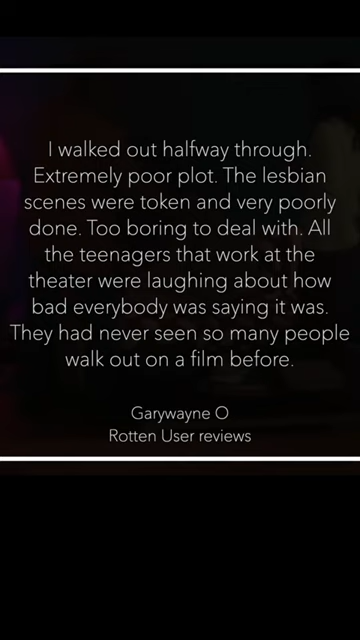 I walked out halfway through.
Extremely poor plot. The lesbian
scenes were token and very poorly
done. Too boring to deal with. All
the teenagers that work at the
theater were laughing about how
bad everybody was saying it was.
They had never seen so many people
walk out on a film before.
Garywayne O
Rotten User reviews